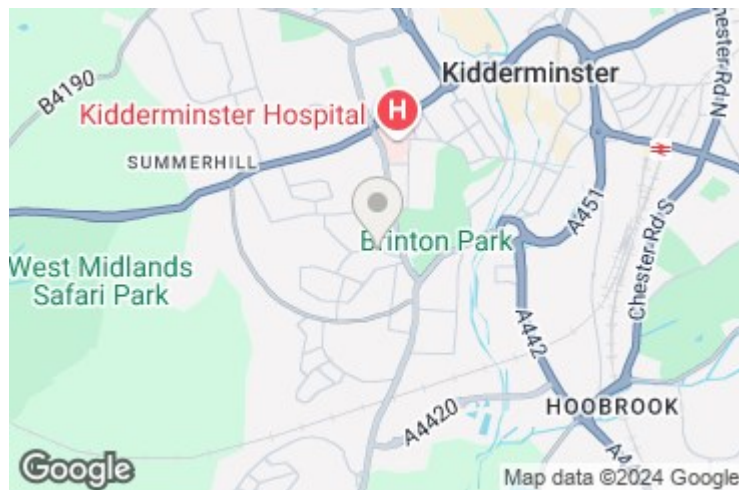 Chester Rd N
B4190
Kidderminster
Kidderminster Hospital
H
SUMMERHILL
A451
Chester Rd S
Brinton Park
West Midlands
Safari Park
A442
HOOBROOK
A4420
Google
Map data ©2024 Google